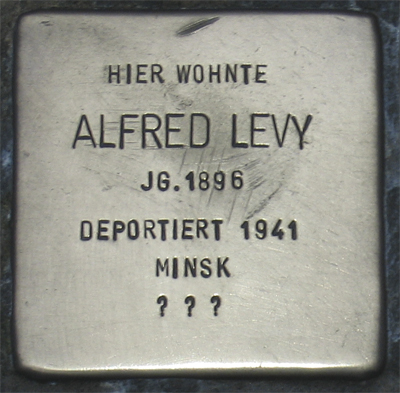 HIER WOHNTE
ALFRED LEVY
JG. 1896
DEPORTIERT 1941
MINSK
? ? ?